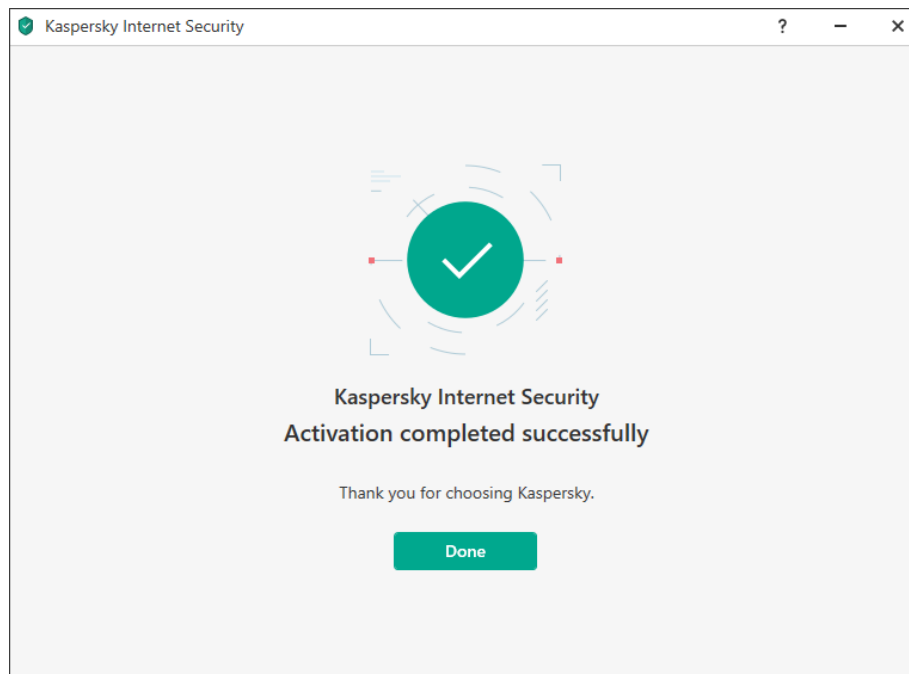 Kaspersky Internet Security ?
Kaspersky Internet Security
Activation completed successfully
Thank you for choosing Kaspersky.
Done